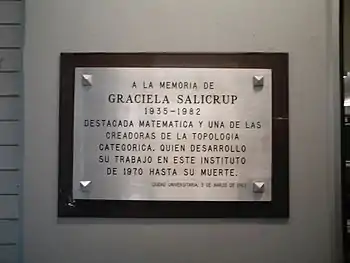 A LA MEMORIA DE
GRACIELA SALICRUP
1935-1982
DESTACADA MATEMATICA Y UNA DE LAS
CREADORAS DE LA TOPOLOGIA
CATEGORICA, QUIEN DESARROLLO
SU TRABAJO EN ESTE INSTITUTO
DE 1970 HASTA SU MUERTE.
CIUDAD UNIVERSITARIA, DE MARZO DE